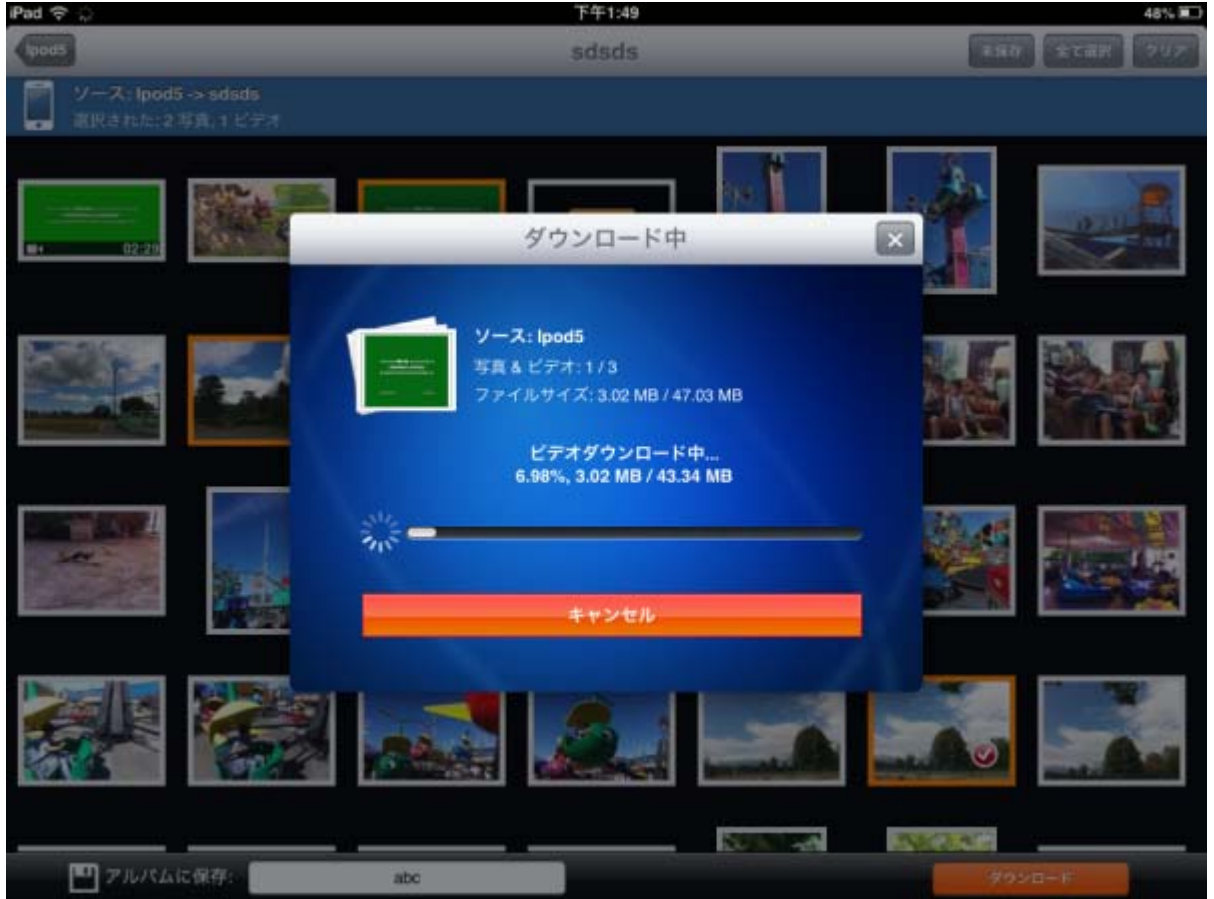 iPad 下午1:49 48%
Ipod5 sdsds 未保存 全て選択 クリア
ソース: Ipod5 -> sdsds
選択された: 2 写真, 1 ビデオ
02:29
ダウンロード中
ソース: Ipod5
写真 & ビデオ: 1 / 3
ファイルサイズ: 3.02 MB / 47.03 MB
ビデオダウンロード中...
6.98%, 3.02 MB / 43.34 MB
キャンセル
アルバムに保存: abc ダウンロード